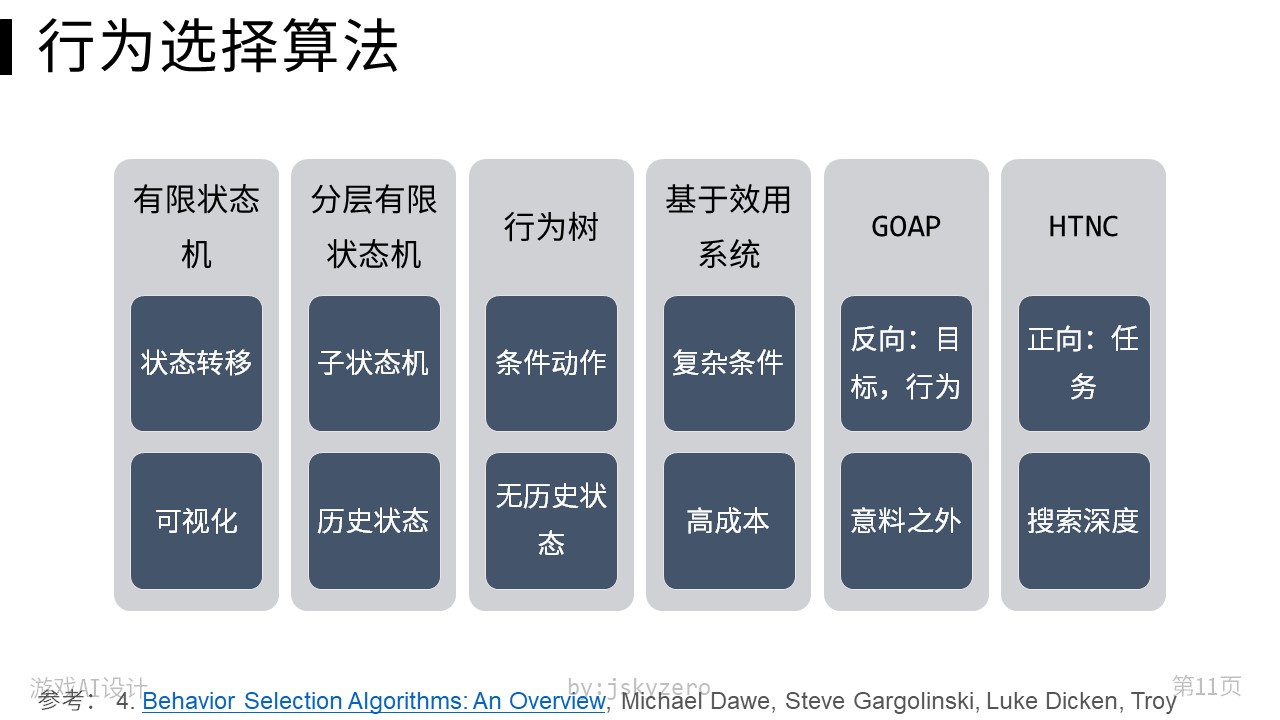 行为选择算法
有限状态
机
状态转移
可视化
分层有限
状态机
子状态机
历史状态
行为树
条件动作
无历史状
态
基于效用
系统
复杂条件
高成本
GOAP
反向：目
标，行为
意料之外
HTNC
正向：任
务
搜索深度
游戏AI设计
by:jskyzero
第11页
参考： 4. Behavior Selection Algorithms: An Overview, Michael Dawe, Steve Gargolinski, Luke Dicken, Troy